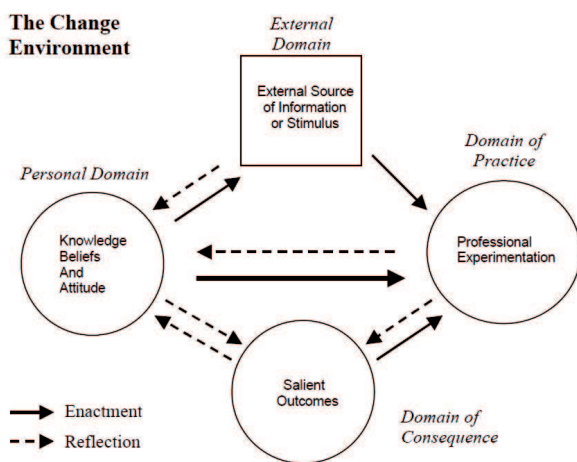 The Change
Environment
External
Domain
External Source
of Information
or Stimulus
Domain of
Practice
Personal Domain
Knowledge
Beliefs
And
Attitude
Professional
Experimentation
Salient
Outcomes
Domain of
Consequence
Enactment
Reflection